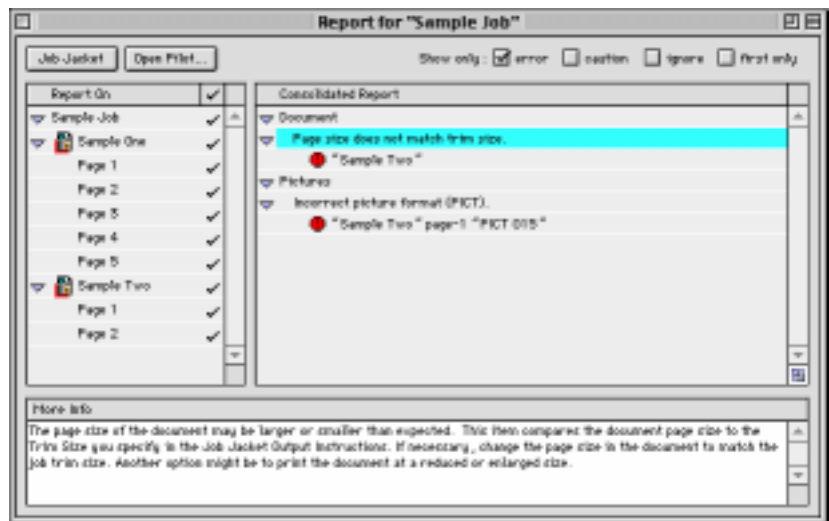 Report for "Sample Job"
Job Jacket
Open Pilot...
Show only: error caution ignore first only
Report On
Sample Job
Sample One
Page 1
Page 2
Page 3
Page 4
Page 5
Sample Two
Page 1
Page 2
Consolidated Report
Document
Page size does not match trim size.
"Sample Two"
Pictures
Incorrect picture format (PICT).
"Sample Two" page-1 "PICT 015"
More Info
The page size of the document may be larger or smaller than expected. This item compares the document page size to the
Trim Size you specify in the Job Jacket Output Instructions. If necessary, change the page size in the document to match the
job trim size. Another option might be to print the document at a reduced or enlarged size.